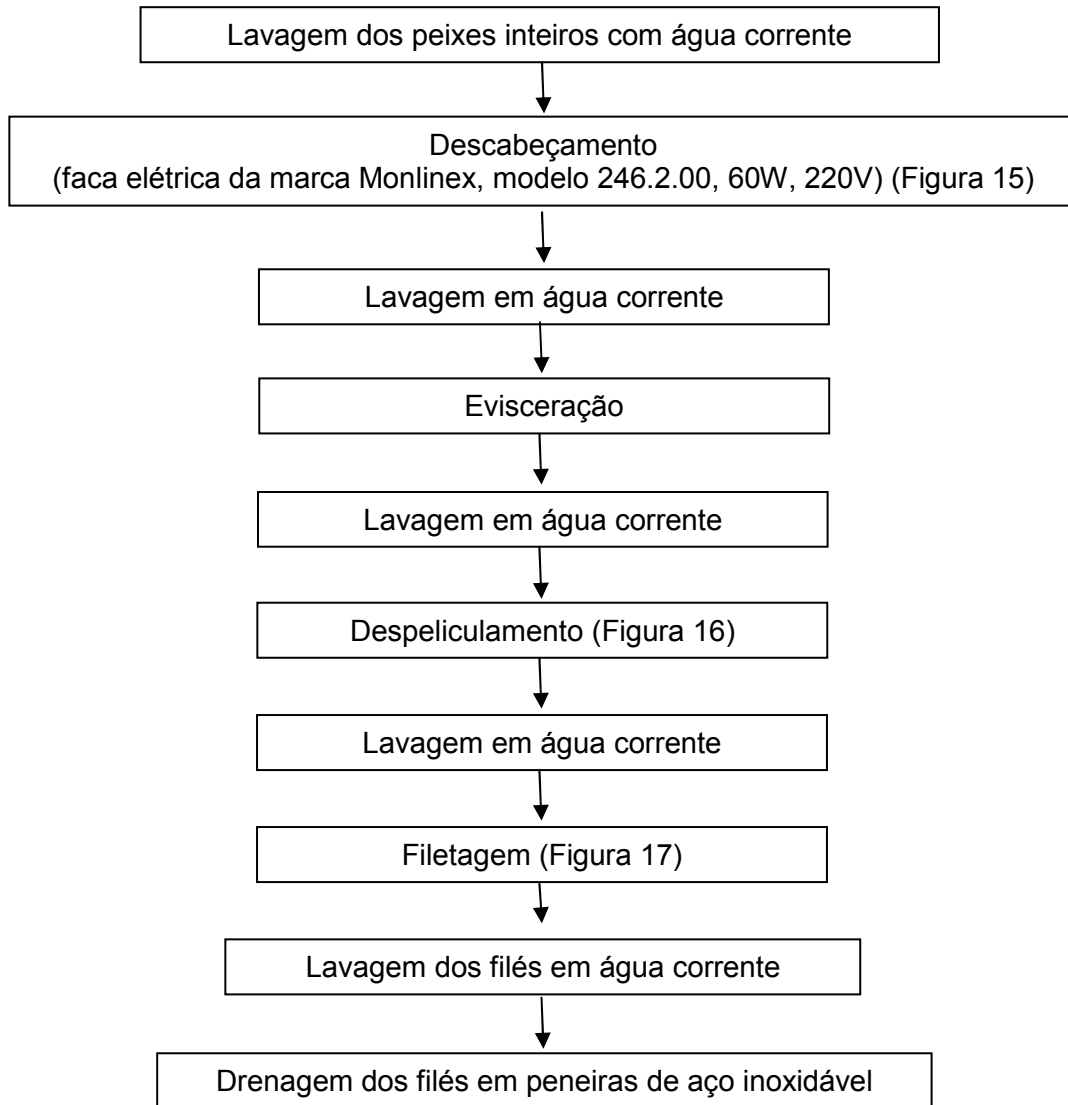 Lavagem dos peixes inteiros com água corrente
Descabeçamento
(faca elétrica da marca Monlinex, modelo 246.2.00, 60W, 220V) (Figura 15)
Lavagem em água corrente
Evisceração
Lavagem em água corrente
Despeliculamento (Figura 16)
Lavagem em água corrente
Filetagem (Figura 17)
Lavagem dos filés em água corrente
Drenagem dos filés em peneiras de aço inoxidável